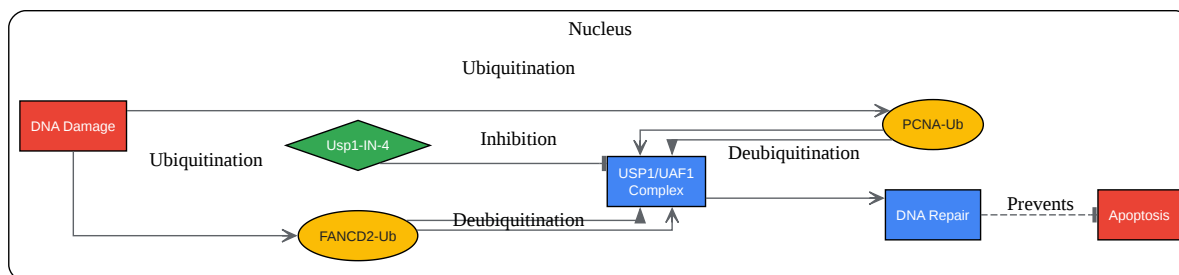 Nucleus
Ubiquitination
DNA Damage
PCNA-Ub
Usp1-IN-4
Inhibition
Ubiquitination
Deubiquitination
USP1/UAF1
Complex
DNA Repair
Prevents
Apoptosis
Deubiquitination
FANCD2-Ub